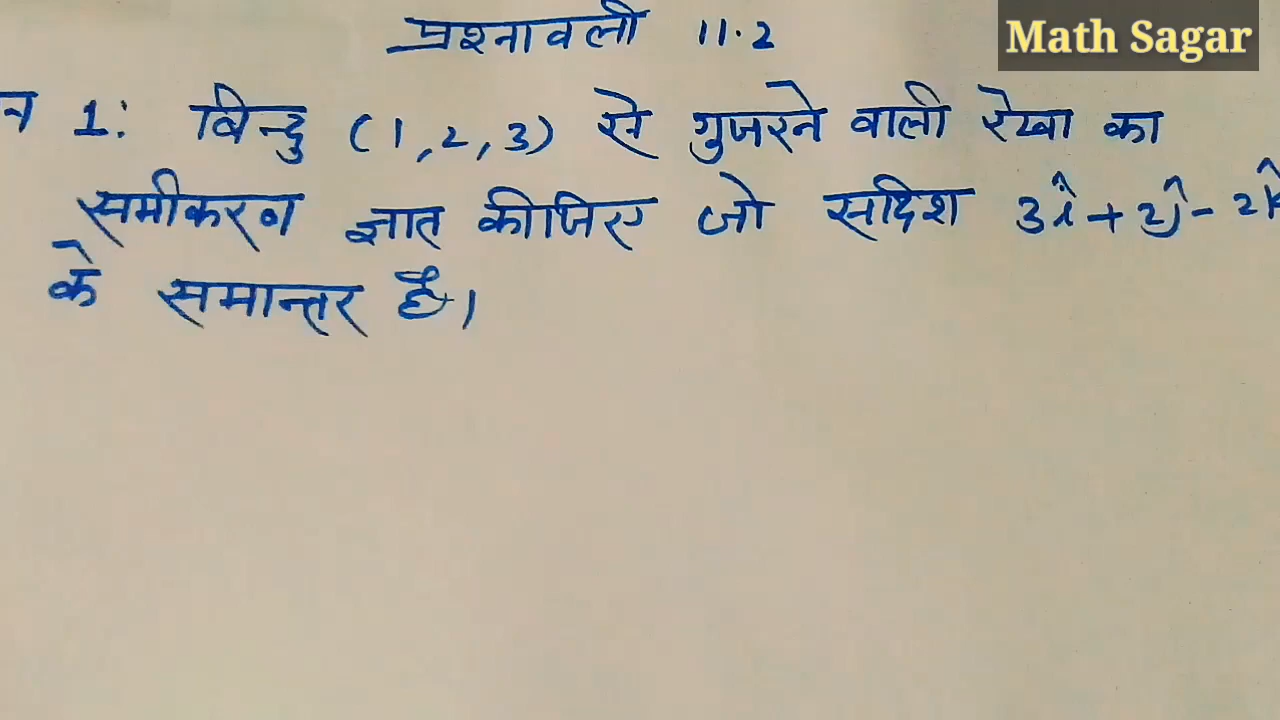 प्रश्नावली 11.2
Math Sagar
न 1: बिन्दु (1,2,3) से गुजरने वाली रेखा का
समीकरण ज्ञात कीजिए जो सदिश 3î + 2ĵ - 2k̂
के समान्तर है।